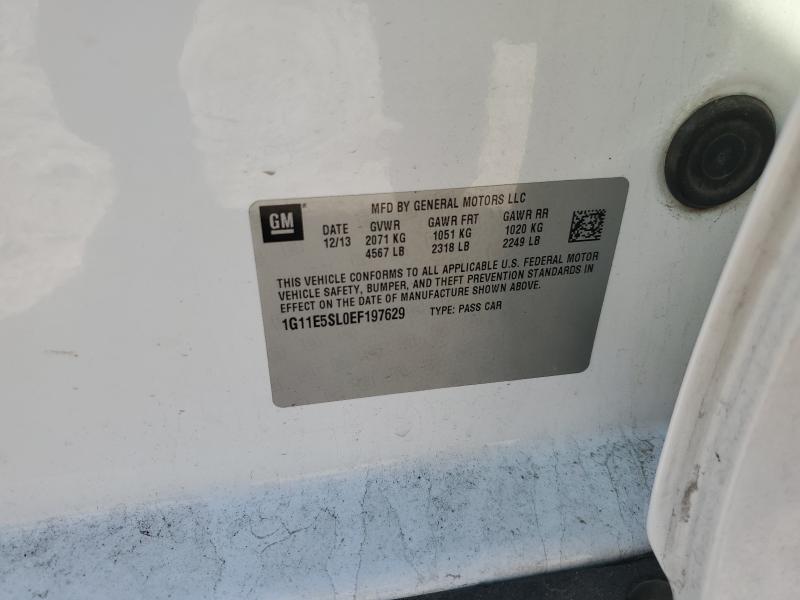 MFD BY GENERAL MOTORS LLC
GM®
DATE GVWR GAWR FRT GAWR RR
12/13 2071 KG 1051 KG 1020 KG
4567 LB 2318 LB 2249 LB
THIS VEHICLE CONFORMS TO ALL APPLICABLE U.S. FEDERAL MOTOR
VEHICLE SAFETY, BUMPER, AND THEFT PREVENTION STANDARDS IN
EFFECT ON THE DATE OF MANUFACTURE SHOWN ABOVE.
1G11E5SL0EF197629 TYPE: PASS CAR